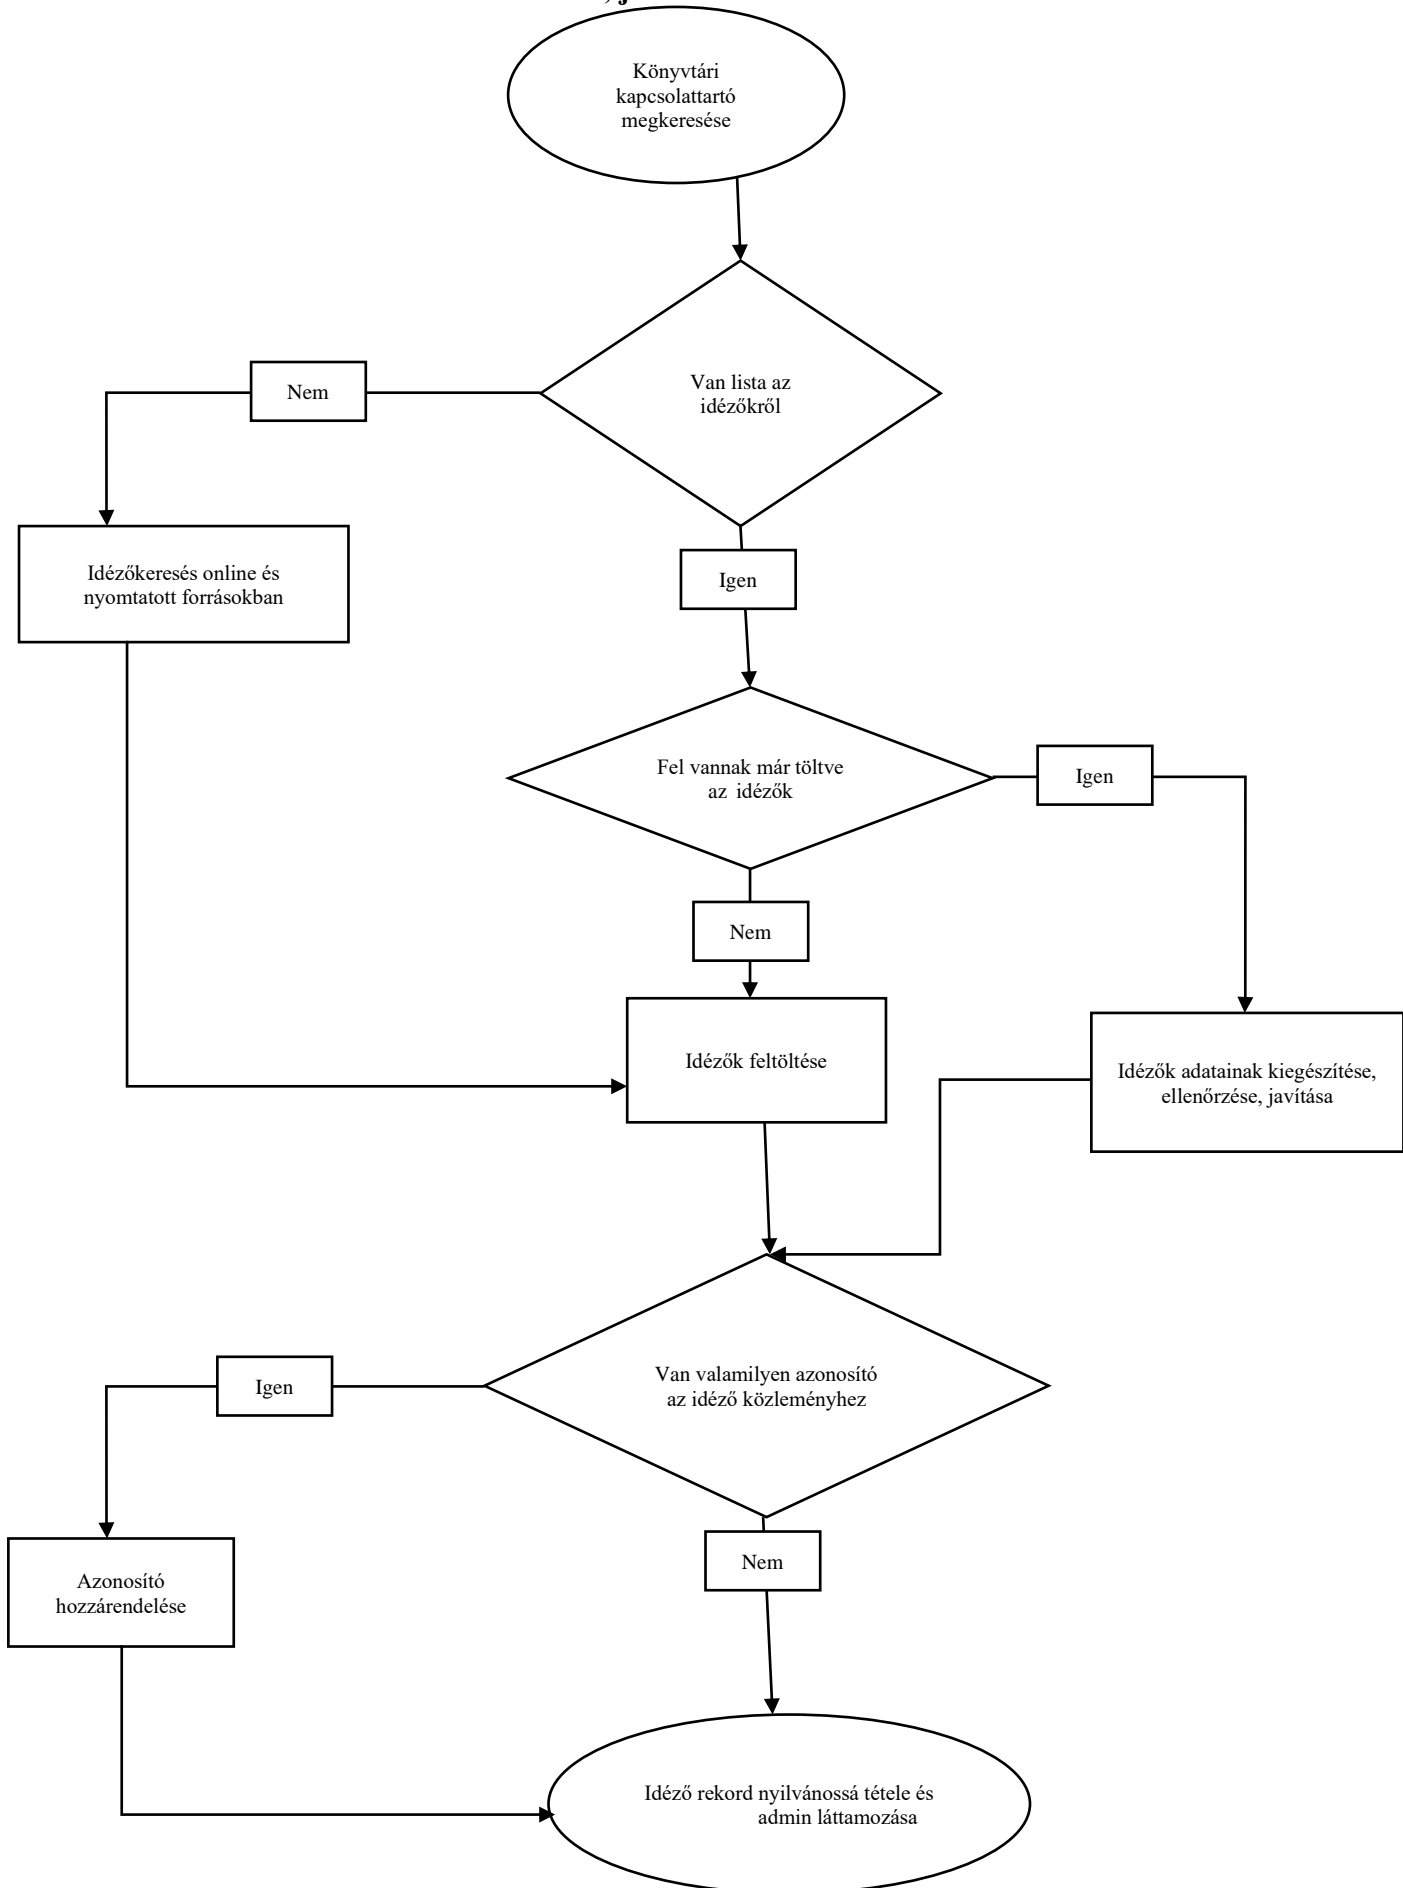 Könyvtári
kapcsolattartó
megkeresése
Van lista az
idézőkről
Nem
Idézőkeresés online és
nyomtatott forrásokban
Igen
Fel vannak már töltve
az idézők
Igen
Nem
Idézők feltöltése
Idézők adatainak kiegészítése,
ellenőrzése, javítása
Van valamilyen azonosító
az idéző közleményhez
Igen
Azonosító
hozzárendelése
Nem
Idéző rekord nyilvánossá tétele és
admin láttamozása